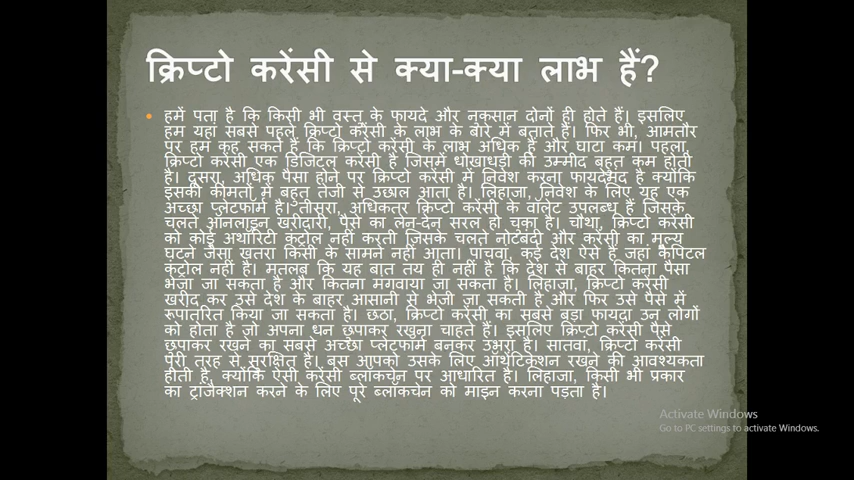 क्रिप्टो करेंसी से क्या-क्या लाभ हैं?
• हमें पता है कि किसी भी वस्तु के फायदे और नुकसान दोनों ही होते हैं। इसलिए
हम यहां सबसे पहले क्रिप्टो करेंसी के लाभ के बारे में बताते हैं। फिर भी, आमतौर
पर हम कह सकते हैं कि क्रिप्टो करेंसी के लाभ अधिक हैं और घाटा कम। पहला,
क्रिप्टो करेंसी एक डिजिटल करेंसी है जिसमें धोखाधड़ी की उम्मीद बहुत कम होती
है। दूसरा, अधिक पैसा होने पर क्रिप्टो करेंसी में निवेश करना फायदेमंद है क्योंकि
इसकी कीमतों में बहुत तेजी से उछाल आता है। लिहाजा, निवेश के लिए यह एक
अच्छा प्लेटफॉर्म है। तीसरा, अधिकतर क्रिप्टो करेंसी के वॉलेट उपलब्ध हैं जिसके
चलते ऑनलाइन खरीदारी, पैसे का लेन-देन सरल हो चुका है। चौथा, क्रिप्टो करेंसी
को कोई अथॉरिटी कंट्रोल नहीं करती जिसके चलते नोटबंदी और करेंसी का मूल्य
घटने जैसा खतरा किसी के सामने नहीं आता। पांचवां, कई देश ऐसे हैं जहां कैपिटल
कंट्रोल नहीं है। मतलब कि यह बात तय ही नहीं है कि देश से बाहर कितना पैसा
भेजा जा सकता है और कितना मंगवाया जा सकता है। लिहाजा, क्रिप्टो करेंसी
खरीद कर उसे देश के बाहर आसानी से भेजी जा सकती है और फिर उसे पैसे में
रूपांतरित किया जा सकता है। छठा, क्रिप्टो करेंसी का सबसे बड़ा फायदा उन लोगों
को होता है जो अपना धन छुपाकर रखना चाहते हैं। इसलिए क्रिप्टो करेंसी पैसे
छुपाकर रखने का सबसे अच्छा प्लेटफॉर्म बनकर उभरा है। सातवां, क्रिप्टो करेंसी
पूरी तरह से सुरक्षित है। बस आपको उसके लिए ऑथेंटिकेशन रखने की आवश्यकता
होती है, क्योंकि ऐसी करेंसी ब्लॉकचेन पर आधारित है। लिहाजा, किसी भी प्रकार
का ट्रांजेक्शन करने के लिए पूरे ब्लॉकचेन को माइन करना पड़ता है।
Activate Windows
Go to PC settings to activate Windows.